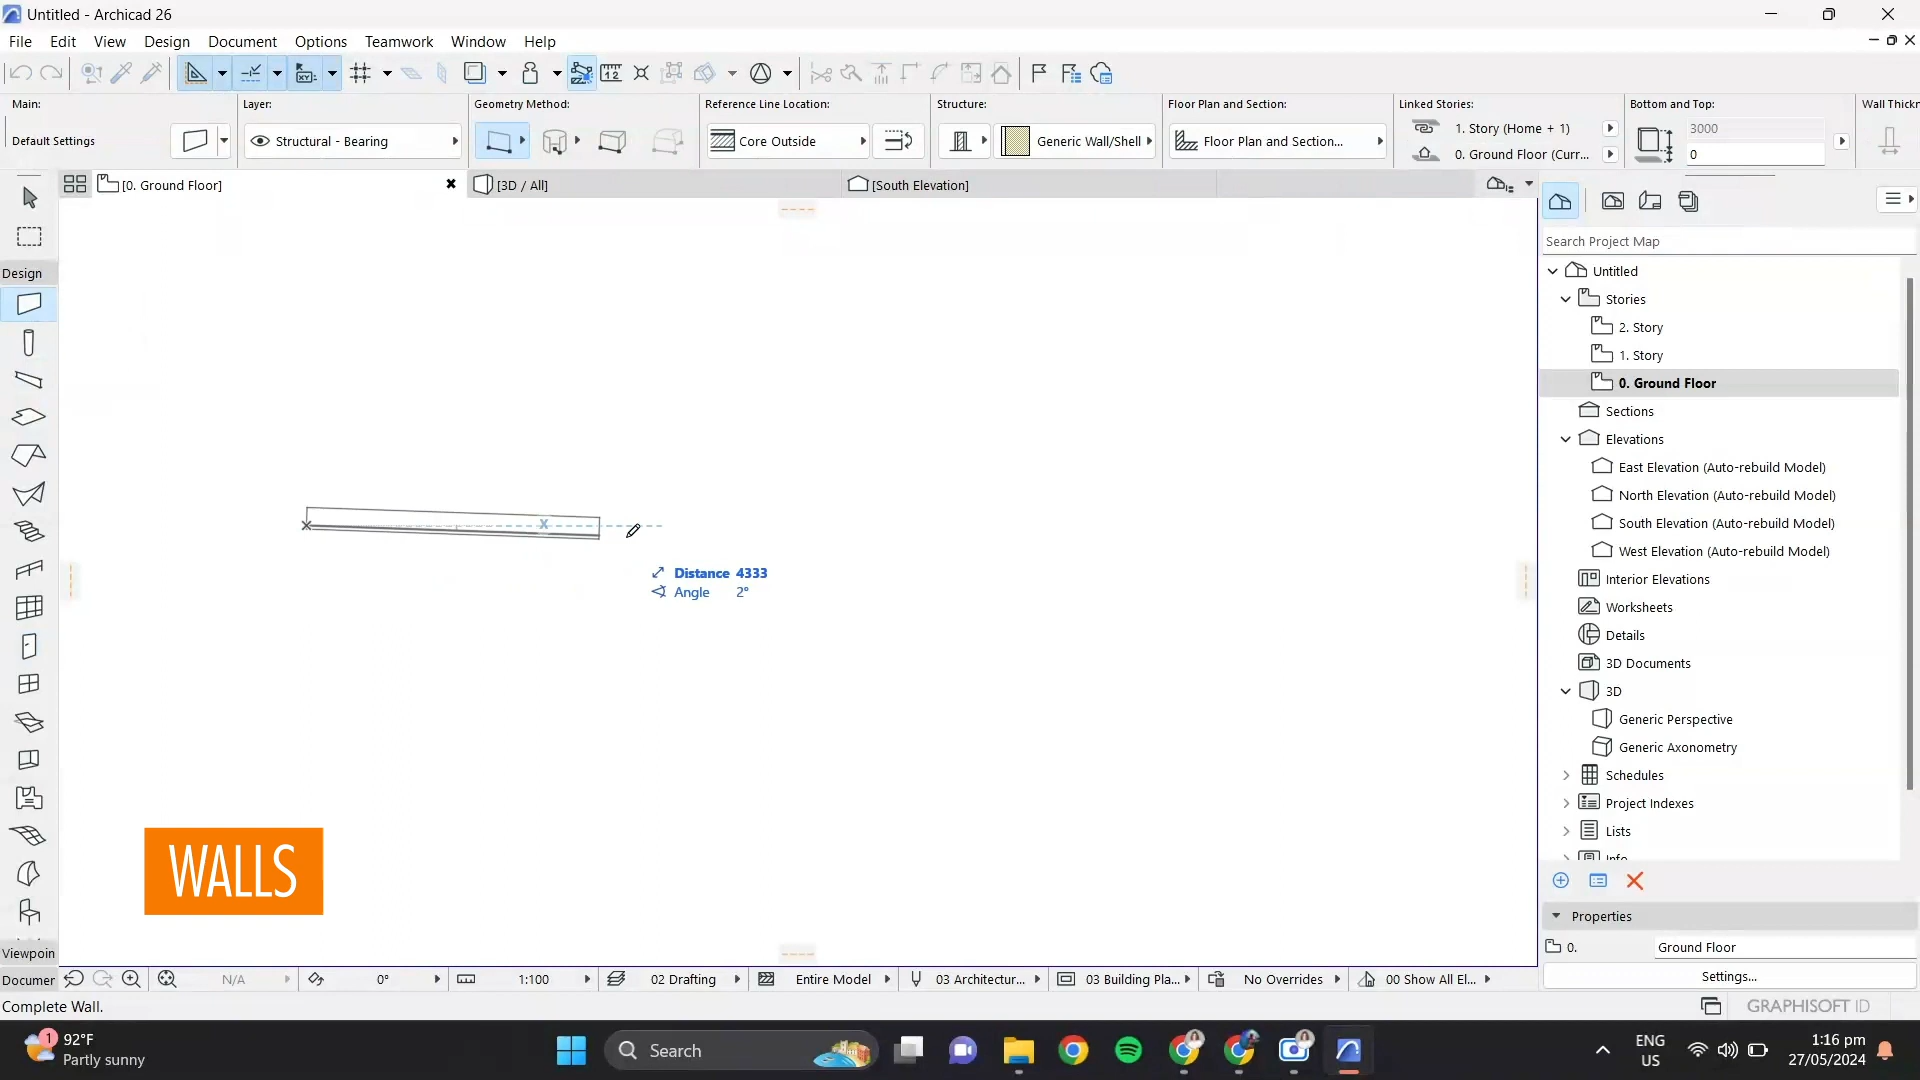 Untitled - Archicad 26
File Edit View Design Document Options Teamwork Window Help
Main:
Layer:
Geometry Method:
Reference Line Location:
Structure:
Floor Plan and Section:
Linked Stories:
Bottom and Top:
Wall Thickn
Default Settings
Structural - Bearing
Core Outside
Generic Wall/Shell
Floor Plan and Section...
1. Story (Home + 1)
0. Ground Floor (Curr...
3000
0
[0. Ground Floor]
[3D / All]
[South Elevation]
Design
Viewpoin
Documer
Search Project Map
Untitled
Stories
2. Story
1. Story
0. Ground Floor
Sections
Elevations
East Elevation (Auto-rebuild Model)
North Elevation (Auto-rebuild Model)
South Elevation (Auto-rebuild Model)
West Elevation (Auto-rebuild Model)
Interior Elevations
Worksheets
Details
3D Documents
3D
Generic Perspective
Generic Axonometry
Schedules
Project Indexes
Lists
Info
Properties
0.
Ground Floor
Settings...
Distance 4333
Angle 2°
WALLS
N/A
0°
1:100
02 Drafting
Entire Model
03 Architectur...
03 Building Pla...
No Overrides
00 Show All El...
Complete Wall.
GRAPHISOFT ID
1
92°F
Partly sunny
Search
ENG
US
1:16 pm
27/05/2024